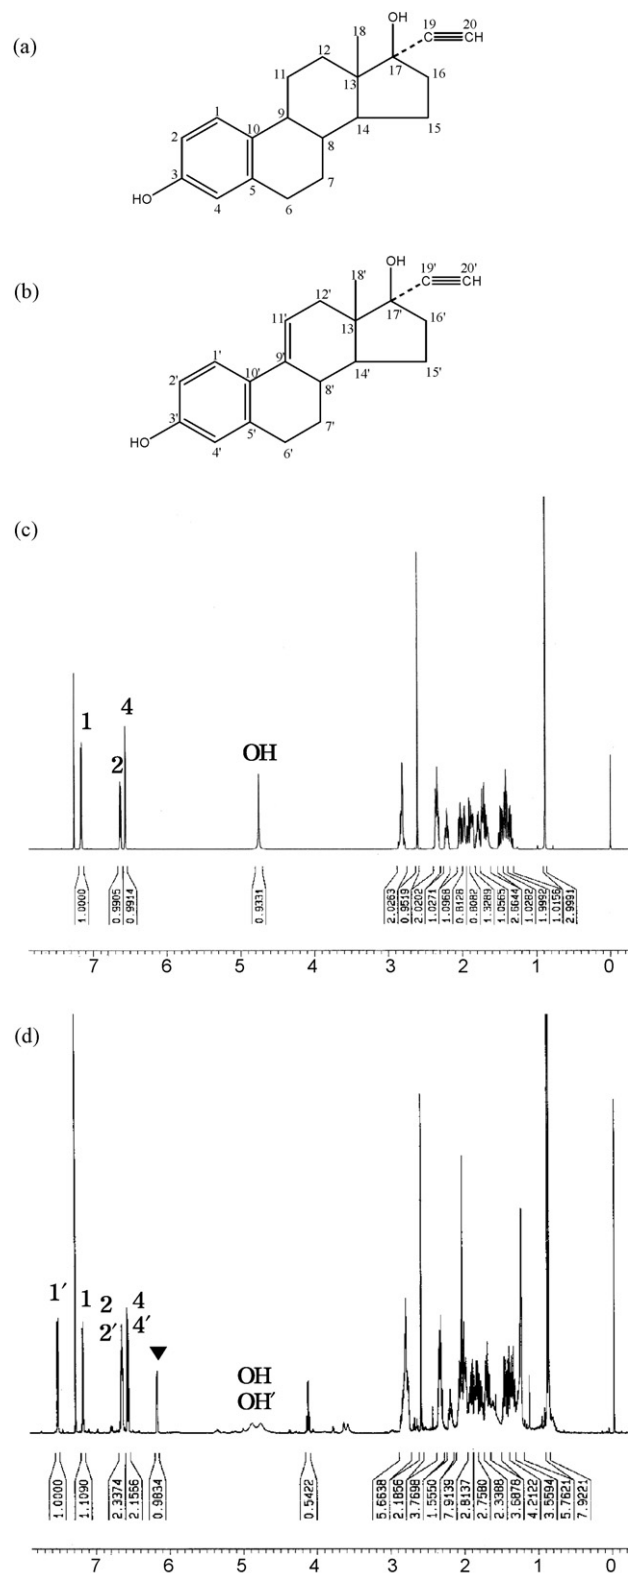 (a)
OH 19 20
18 C CH
12
11 17 16
13
1 9
2 10 14 15
8
3 5 7
HO 4 6
(b)
OH 19' 20'
18' C CH
12'
11' 17' 16'
13
1' 9'
2' 10' 14' 15'
8'
3' 5' 7'
HO 4' 6'
(c)
4
1 OH
2
1.0000 0.9905 0.9914 0.9331 2.0263 0.9519 2.0202 1.0271 1.0968 0.8128 0.8082 1.3289 1.0565 2.6644 1.0282 1.9992 1.0156 2.9991
7 6 5 4 3 2 1 0
(d)
1' 1 2 4
2' 4' ▼
OH
OH'
1.0000 1.1090 2.3374 2.1556 0.9834 0.5422 5.6638 2.1856 3.7698 1.5550 7.9139 2.8137 2.7580 2.3388 3.6878 4.2122 3.5594 5.7621 7.9221
7 6 5 4 3 2 1 0